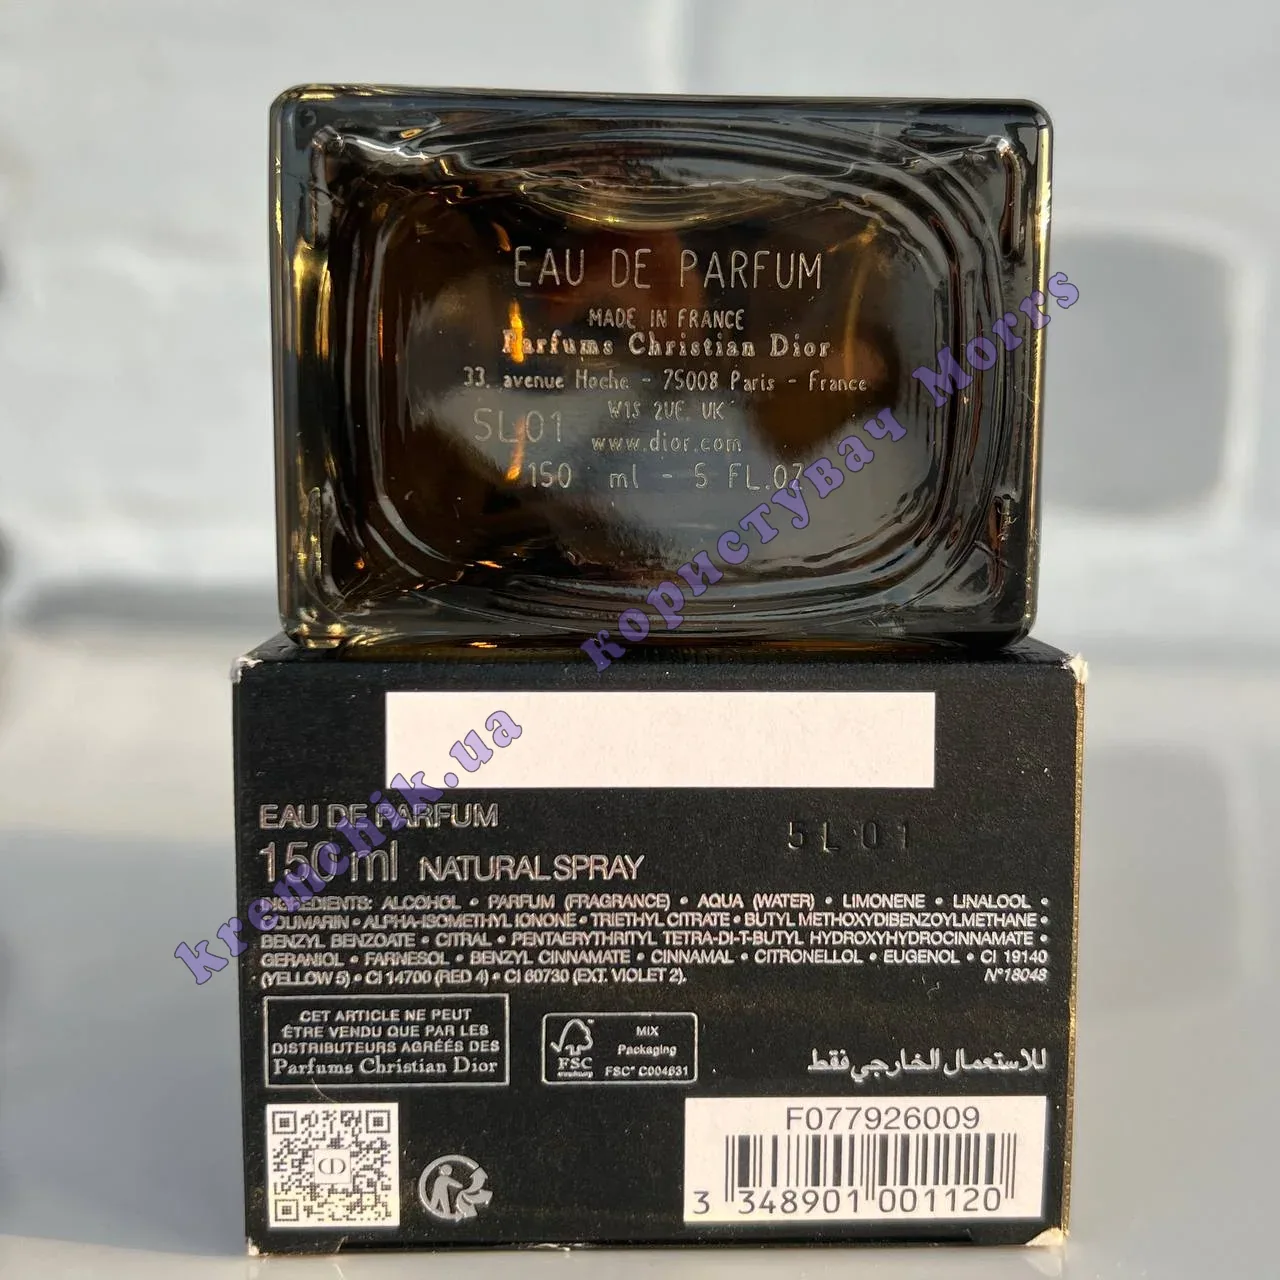 EAU DE PARFUM
MADE IN FRANCE
Parfums Christian Dior
33, avenue Hoche - 75008 Paris - France
W1S 2UE, UK
5L01
www.dior.com
150 ml - 5 FL.OZ
користувач Morrs
kremchik.ua
EAU DE PARFUM
5L01
150 ml NATURAL SPRAY
INGREDIENTS: ALCOHOL • PARFUM (FRAGRANCE) • AQUA (WATER) • LIMONENE • LINALOOL •
COUMARIN • ALPHA-ISOMETHYL IONONE • TRIETHYL CITRATE • BUTYL METHOXYDIBENZOYLMETHANE •
BENZYL BENZOATE • CITRAL • PENTAERYTHRITYL TETRA-DI-T-BUTYL HYDROXYHYDROCINNAMATE •
GERANIOL • FARNESOL • BENZYL CINNAMATE • CINNAMAL • CITRONELLOL • EUGENOL • CI 19140
(YELLOW 5) • CI 14700 (RED 4) • CI 60730 (EXT. VIOLET 2).
N°18048
CET ARTICLE NE PEUT
ÊTRE VENDU QUE PAR LES
DISTRIBUTEURS AGRÉÉS DES
Parfums Christian Dior
FSC
MIX
Packaging
FSC® C004631
للاستعمال الخارجي فقط
CD
F077926009
3 348901 001120